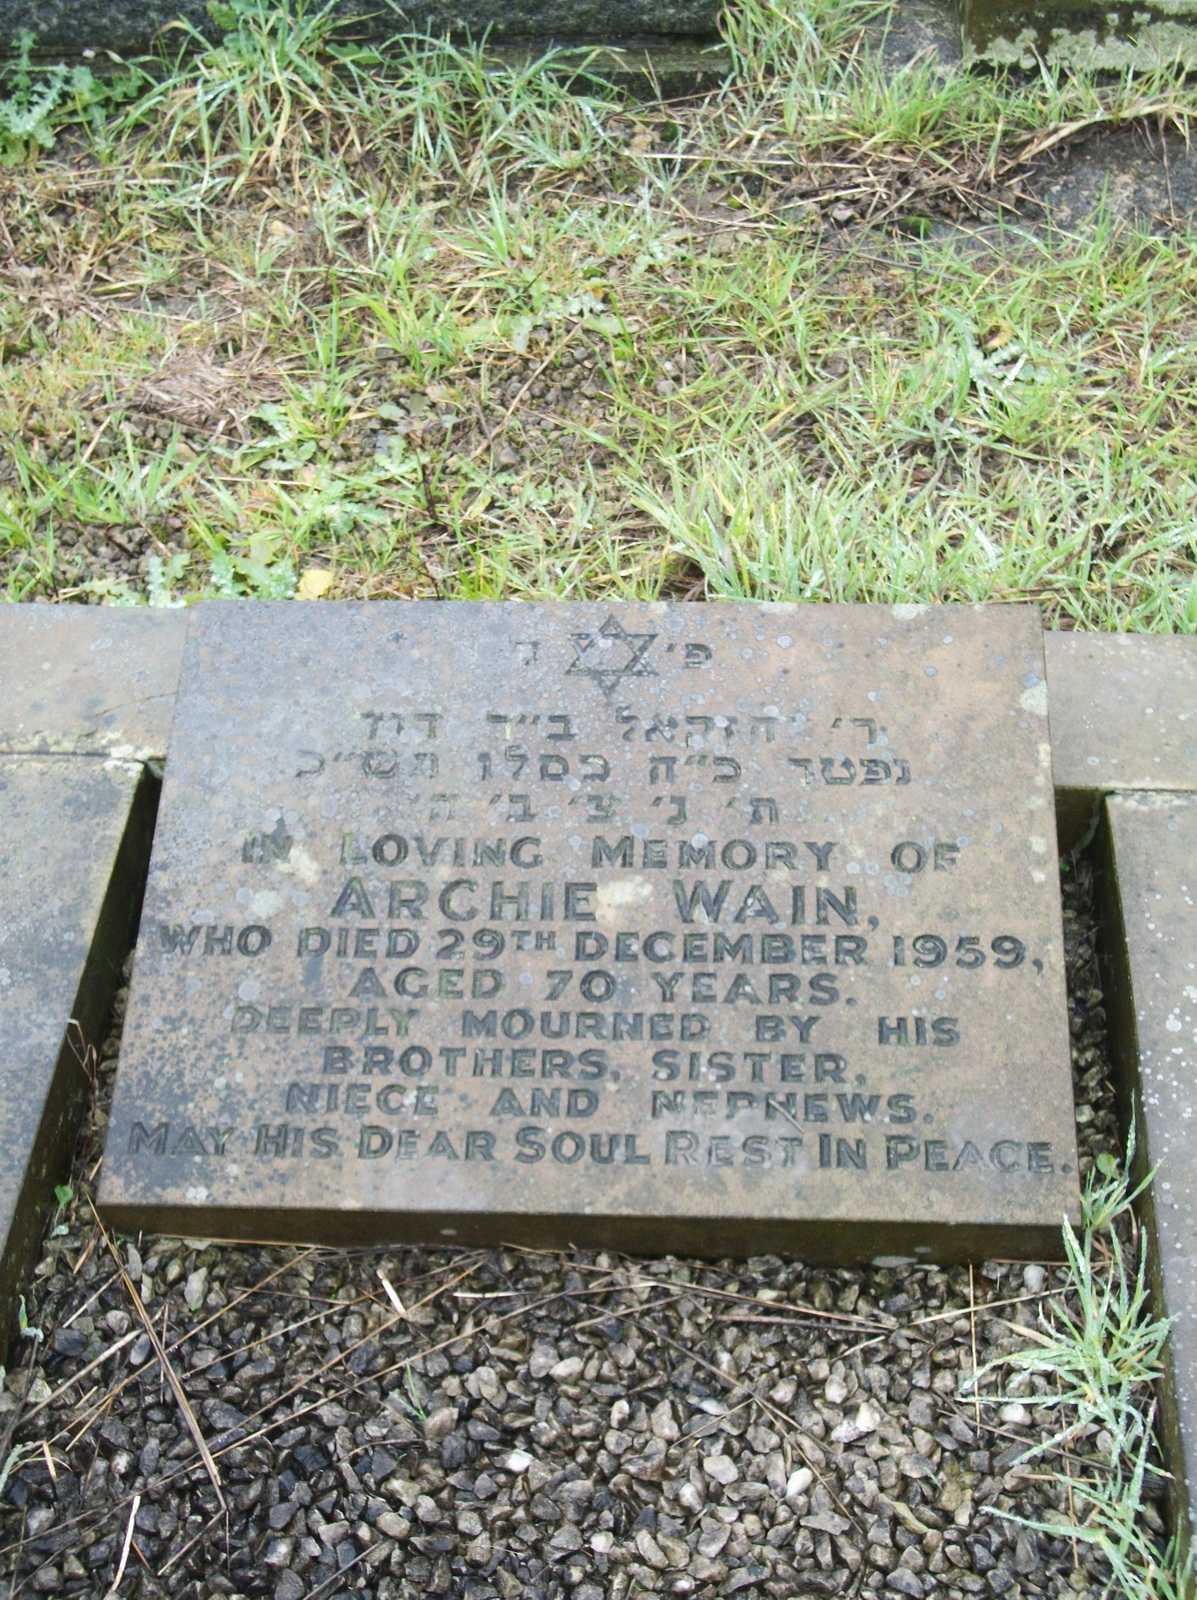 פ׳ נ׳
ר׳ יחזקאל ב״ר דוד
נפטר כ״ה כסלו תש״כ
ת׳ נ׳ צ׳ ב׳ ה׳
IN LOVING MEMORY OF
ARCHIE WAIN,
WHO DIED 29TH DECEMBER 1959,
AGED 70 YEARS.
DEEPLY MOURNED BY HIS
BROTHERS, SISTER,
NIECE AND NEPHEWS.
MAY HIS DEAR SOUL REST IN PEACE.